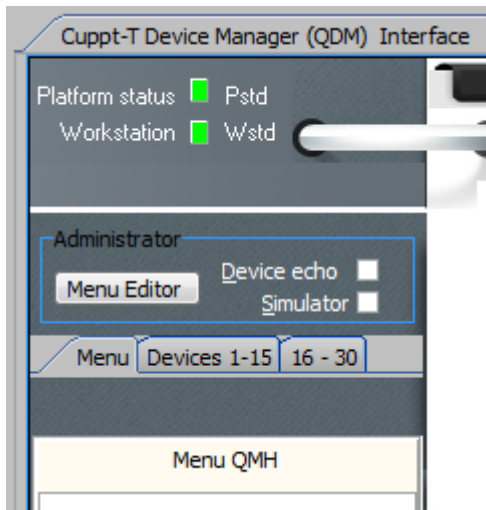 Cuppt-T Device Manager (QDM) Interface
Platform status Pstd
Workstation Wstd
Administrator
Menu Editor
Device echo
Simulator
Menu Devices 1-15 16 - 30
Menu QMH